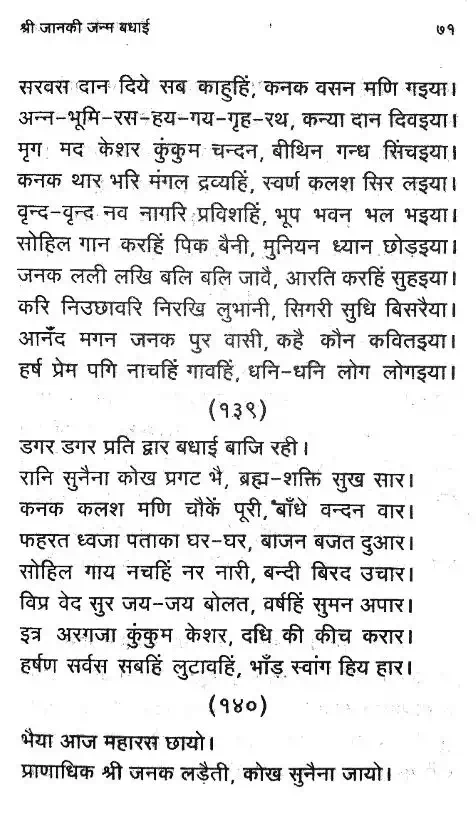 श्री जानकी जन्म बधाई ७१
सरवस दान दिये सब काहुहिं, कनक वसन मणि गइया।
अन्न-भूमि-रस-हय-गय-गृह-रथ, कन्या दान दिवइया।
मृग मद केशर कुंकुम चन्दन, बीथिन गन्ध सिंचइया।
कनक थार भरि मंगल द्रव्यहिं, स्वर्ण कलश सिर लइया।
वृन्द-वृन्द नव नागरि प्रविशहिं, भूप भवन भल भइया।
सोहिल गान करहिं पिक बैनी, मुनियन ध्यान छोड़इया।
जनक लली लखि बलि बलि जावै, आरति करहिं सुहइया।
करि निउछावरि निरखि लुभानी, सिगरी सुधि बिसरैया।
आनँद मगन जनक पुर वासी, कहै कौन कवितइया।
हर्ष प्रेम पगि नाचहिं गावहिं, धनि-धनि लोग लोगइया।
(१३९)
डगर डगर प्रति द्वार बधाई बाजि रही।
रानि सुनैना कोख प्रगट भै, ब्रह्म-शक्ति सुख सार।
कनक कलश मणि चौकें पूरी, बाँधे वन्दन वार।
फहरत ध्वजा पताका घर-घर, बाजन बजत दुआर।
सोहिल गाय नचहिं नर नारी, बन्दी बिरद उचार।
विप्र वेद सुर जय-जय बोलत, वर्षहिं सुमन अपार।
इत्र अरगजा कुंकुम केशर, दधि की कीच करार।
हर्षण सर्वस सबहिं लुटावहिं, भाँड़ स्वांग हिय हार।
(१४०)
भैया आज महारस छायो।
प्राणाधिक श्री जनक लड़ैती, कोख सुनैना जायो।